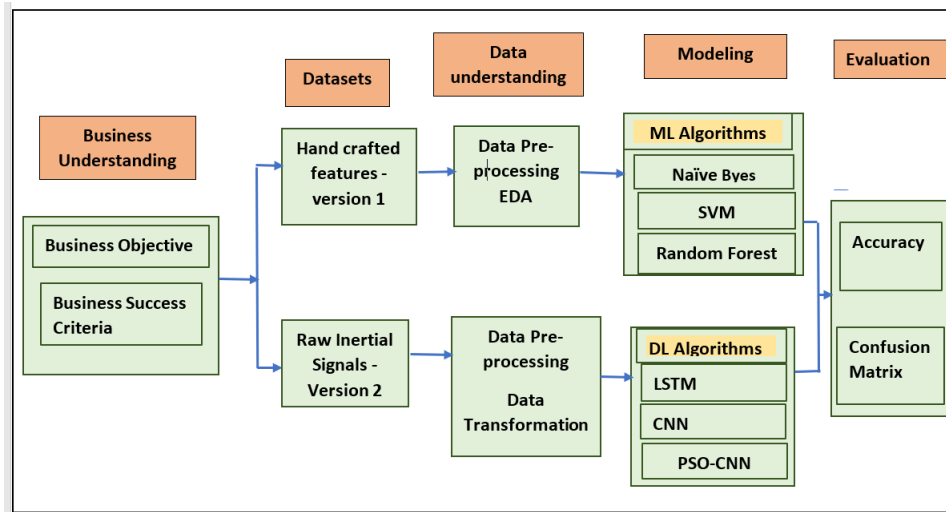 Business
Understanding
Business Objective
Business Success
Criteria
Datasets
Hand crafted
features -
version 1
Raw Inertial
Signals -
Version 2
Data
understanding
Data Pre-
processing
EDA
Data Pre-
processing
Data
Transformation
Modeling
ML Algorithms
Naïve Byes
SVM
Random Forest
DL Algorithms
LSTM
CNN
PSO-CNN
Evaluation
Accuracy
Confusion
Matrix